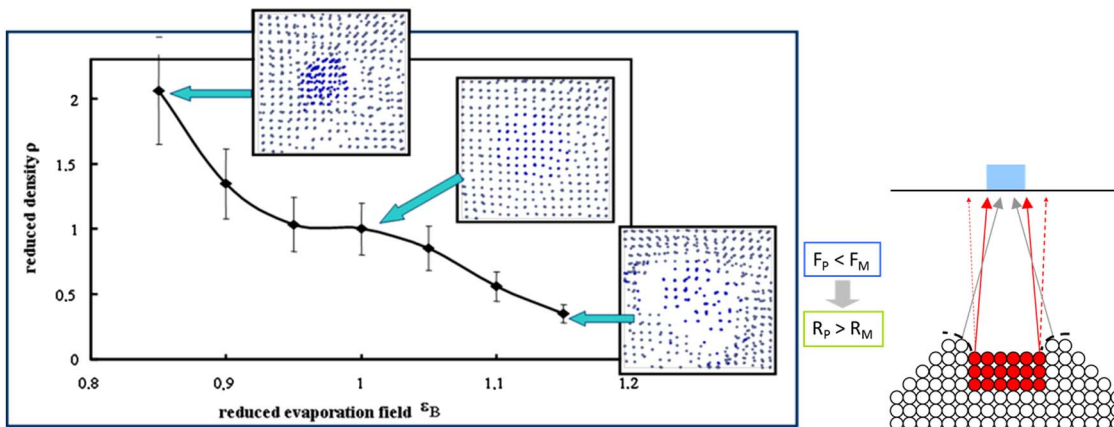 reduced density ρ
2
1.5
1
0.5
0
0.8
0,9
1
1.1
1.2
reduced evaporation field εB
FP < FM
RP > RM